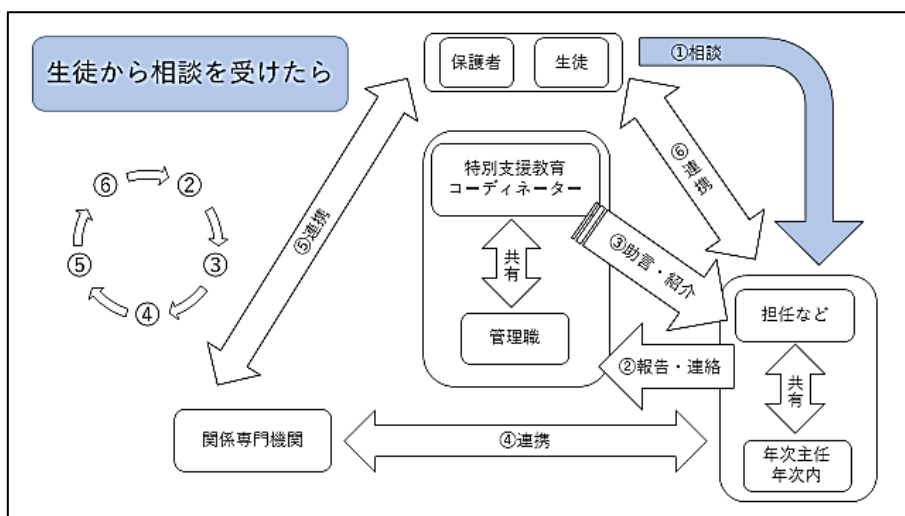 生徒から相談を受けたら
保護者
生徒
①相談
特別支援教育
コーディネーター
⑥連携
⑥
②
⑤連携
③助言・紹介
⑤
③
共有
④
担任など
管理職
②報告・連絡
共有
関係専門機関
④連携
年次主任
年次内